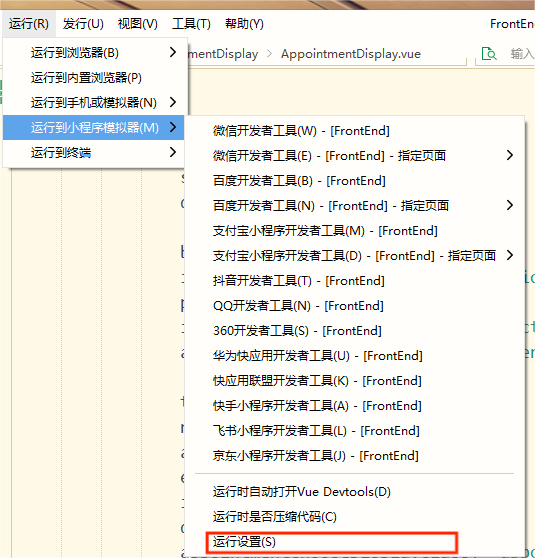 运行(R) 发行(U) 视图(V) 工具(T) 帮助(Y) FrontEn
运行到浏览器(B)
mentDisplay AppointmentDisplay.vue 输入
运行到内置浏览器(P)
运行到手机或模拟器(N)
运行到小程序模拟器(M)
运行到终端
微信开发者工具(W) - [FrontEnd]
微信开发者工具(E) - [FrontEnd] - 指定页面
百度开发者工具(B) - [FrontEnd]
百度开发者工具(N) - [FrontEnd] - 指定页面
支付宝小程序开发者工具(M) - [FrontEnd]
支付宝小程序开发者工具(D) - [FrontEnd] - 指定页面
抖音开发者工具(T) - [FrontEnd]
QQ开发者工具(N) - [FrontEnd]
360开发者工具(S) - [FrontEnd]
华为快应用开发者工具(U) - [FrontEnd]
快应用联盟开发者工具(K) - [FrontEnd]
快手小程序开发者工具(A) - [FrontEnd]
飞书小程序开发者工具(L) - [FrontEnd]
京东小程序开发者工具(J) - [FrontEnd]
运行时自动打开Vue Devtools(D)
运行时是否压缩代码(C)
运行设置(S)